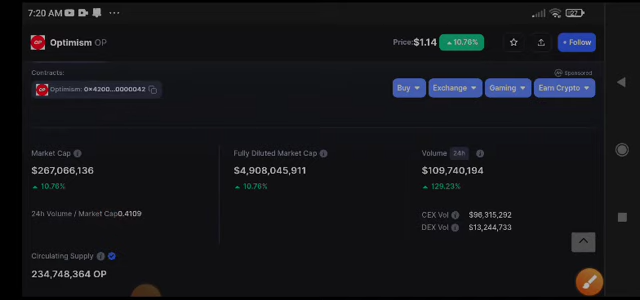 7:20 AM
27
OP Optimism OP Price: $1.14 10.76% + Follow
Contracts: Sponsored
OP Optimism: 0x4200...0000042 Buy Exchange Gaming Earn Crypto
Market Cap Fully Diluted Market Cap Volume 24h
$267,066,136 $4,908,045,911 $109,740,194
10.76% 10.76% 129.23%
24h Volume / Market Cap 0.4109 CEX Vol $96,315,292
DEX Vol $13,244,733
Circulating Supply
234,748,364 OP